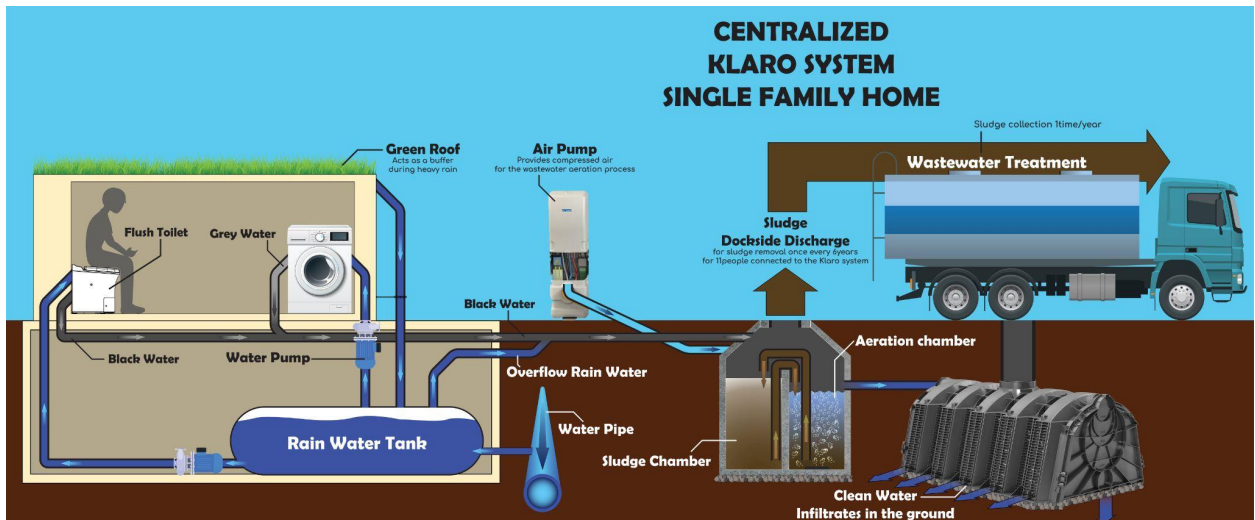 CENTRALIZED
KLARO SYSTEM
SINGLE FAMILY HOME
Sludge collection 1time/year
Wastewater Treatment
Green Roof
Acts as a buffer
during heavy rain
Air Pump
Provides compressed air
for the wastewater aeration process
Flush Toilet
Grey Water
Sludge
Dockside Discharge
for sludge removal once every 6years
for 11people connected to the Klaro system
Black Water
Black Water
Water Pump
Overflow Rain Water
Aeration chamber
Rain Water Tank
Water Pipe
Sludge Chamber
Clean Water
Infiltrates in the ground